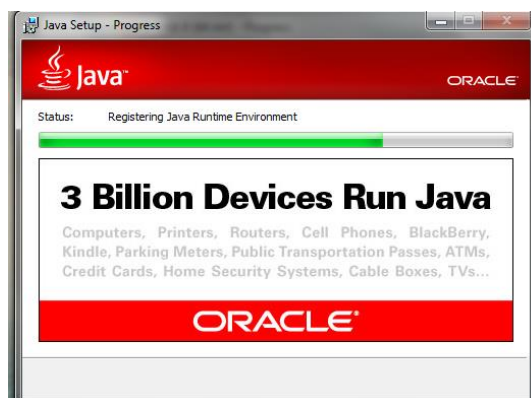 Java Setup - Progress
Java™
ORACLE®
Status: Registering Java Runtime Environment
3 Billion Devices Run Java
Computers, Printers, Routers, Cell Phones, BlackBerry,
Kindle, Parking Meters, Public Transportation Passes, ATMs,
Credit Cards, Home Security Systems, Cable Boxes, TVs...
ORACLE®